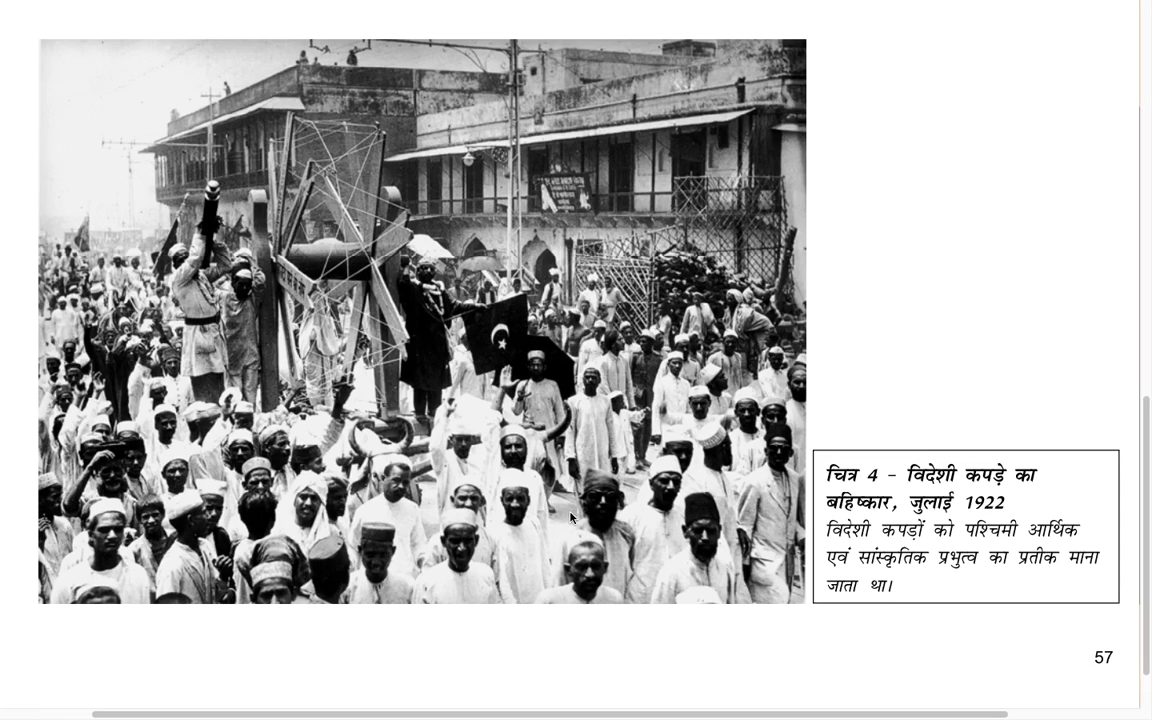 चित्र 4 – विदेशी कपड़े का
बहिष्कार, जुलाई 1922
विदेशी कपड़ों को पश्चिमी आर्थिक
एवं सांस्कृतिक प्रभुत्व का प्रतीक माना
जाता था।
57